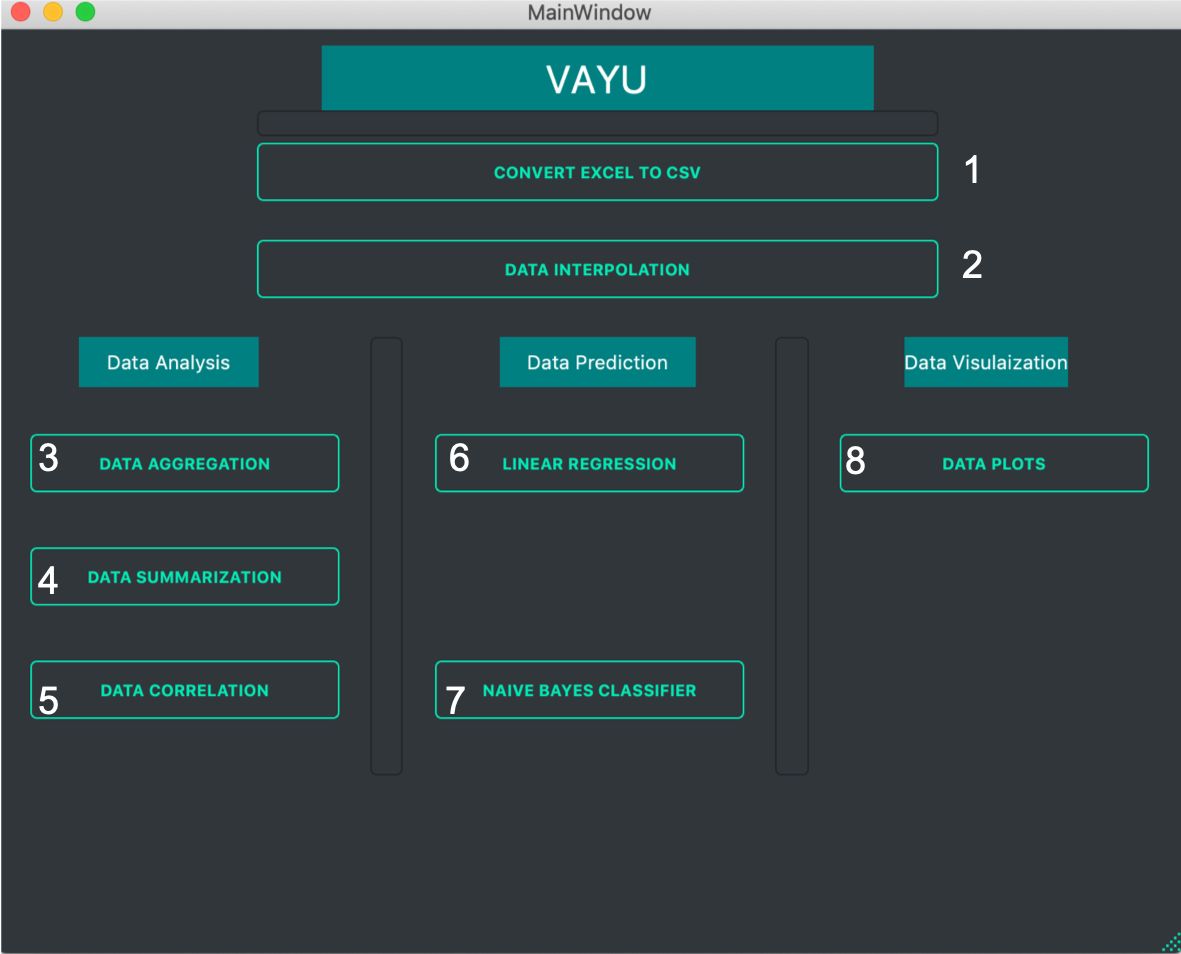 MainWindow
VAYU
CONVERT EXCEL TO CSV 1
DATA INTERPOLATION 2
Data Analysis
Data Prediction
Data Visulaization
3 DATA AGGREGATION
6 LINEAR REGRESSION
8 DATA PLOTS
4 DATA SUMMARIZATION
5 DATA CORRELATION
7 NAIVE BAYES CLASSIFIER